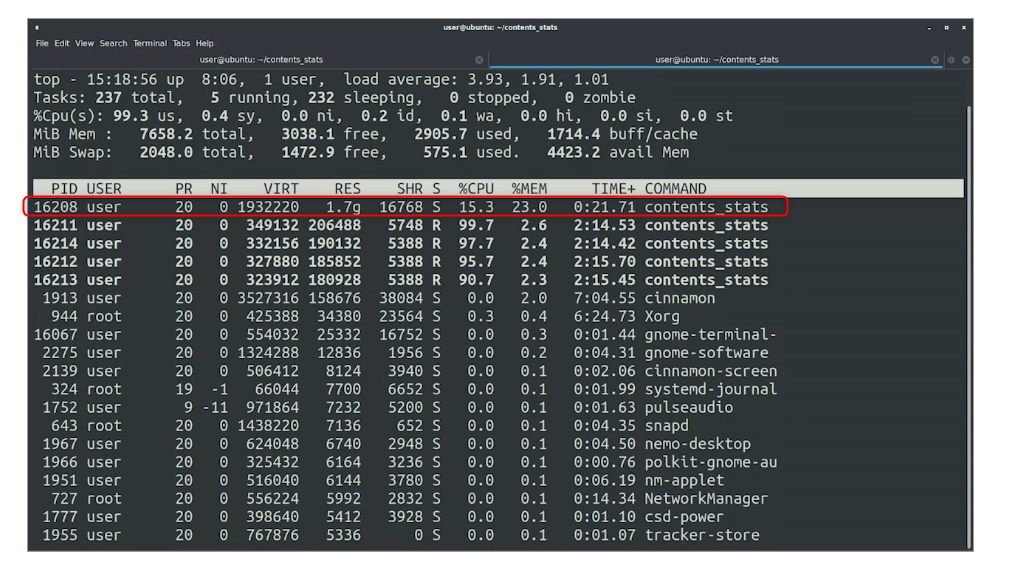 user@ubuntu: ~/contents_stats
File Edit View Search Terminal Tabs Help
user@ubuntu: ~/contents_stats user@ubuntu: ~/contents_stats
top - 15:18:56 up  8:06,  1 user,  load average: 3.93, 1.91, 1.01
Tasks: 237 total,   5 running, 232 sleeping,   0 stopped,   0 zombie
%Cpu(s): 99.3 us,  0.4 sy,  0.0 ni,  0.2 id,  0.1 wa,  0.0 hi,  0.0 si,  0.0 st
MiB Mem :   7658.2 total,   3038.1 free,   2905.7 used,   1714.4 buff/cache
MiB Swap:   2048.0 total,   1472.9 free,    575.1 used.   4423.2 avail Mem
PID USER PR NI VIRT RES SHR S %CPU %MEM TIME+ COMMAND
16208 user 20 0 1932220 1.7g 16768 S 15.3 23.0 0:21.71 contents_stats
16211 user 20 0 349132 206488 5748 R 99.7 2.6 2:14.53 contents_stats
16214 user 20 0 332156 190132 5388 R 97.7 2.4 2:14.42 contents_stats
16212 user 20 0 327880 185852 5388 R 95.7 2.4 2:15.70 contents_stats
16213 user 20 0 323912 180928 5388 R 90.7 2.3 2:15.45 contents_stats
1913 user 20 0 3527316 158676 38084 S 0.0 2.0 7:04.55 cinnamon
944 root 20 0 425388 34380 23564 S 0.3 0.4 6:24.73 Xorg
16067 user 20 0 554032 25332 16752 S 0.0 0.3 0:01.44 gnome-terminal-
2275 user 20 0 1324288 12836 1956 S 0.0 0.2 0:04.31 gnome-software
2139 user 20 0 506412 8124 3940 S 0.0 0.1 0:02.06 cinnamon-screen
324 root 19 -1 66044 7700 6652 S 0.0 0.1 0:01.99 systemd-journal
1752 user 9 -11 971864 7232 5200 S 0.0 0.1 0:01.63 pulseaudio
643 root 20 0 1438220 7136 652 S 0.0 0.1 0:04.35 snapd
1967 user 20 0 624048 6740 2948 S 0.0 0.1 0:04.50 nemo-desktop
1966 user 20 0 325432 6164 3236 S 0.0 0.1 0:00.76 polkit-gnome-au
1951 user 20 0 516040 6144 3780 S 0.0 0.1 0:06.19 nm-applet
727 root 20 0 556224 5992 2832 S 0.0 0.1 0:14.34 NetworkManager
1777 user 20 0 398640 5412 3928 S 0.0 0.1 0:01.10 csd-power
1955 user 20 0 767876 5336 0 S 0.0 0.1 0:01.07 tracker-store